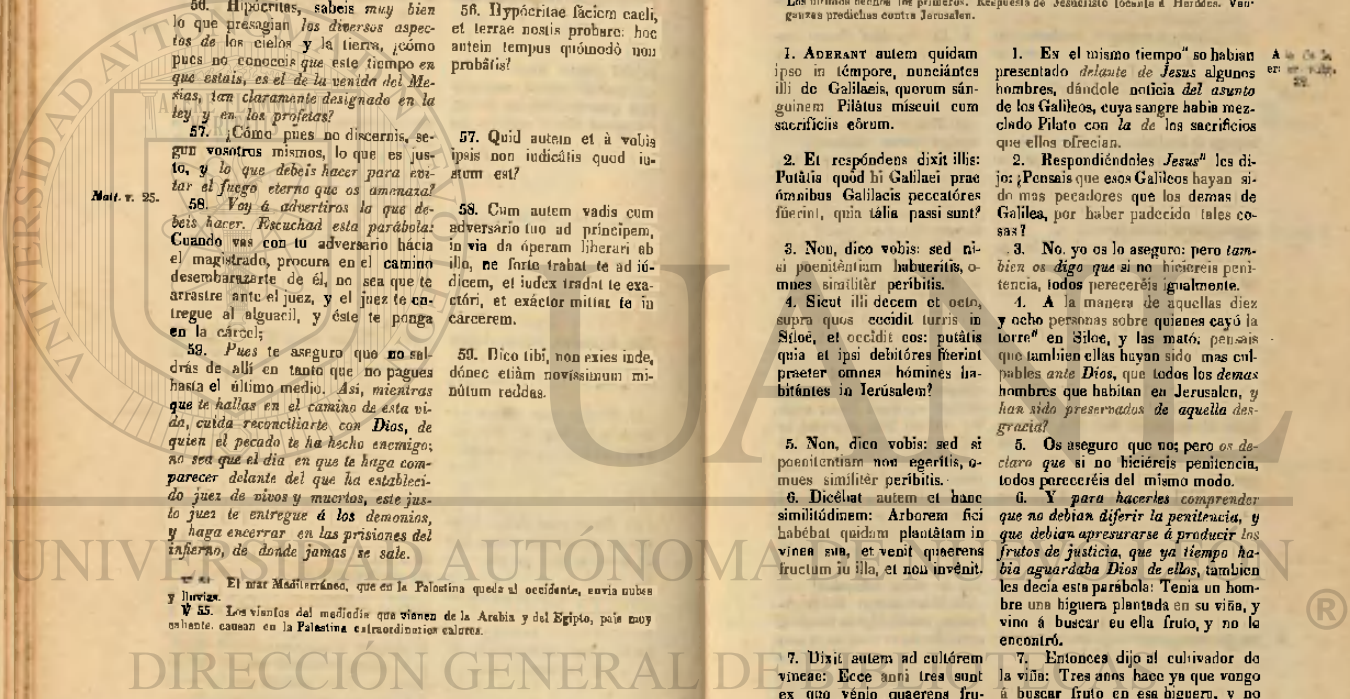 56. Hipócritas, sabeis muy bien
lo que presagian los diversos aspec-
tos de los cielos y la tierra, ¿cómo
pues no conoceis que este tiempo en
que estais, es el de la venida del Me-
sias, tan claramente designado en la
ley y en los profetas?
57. ¿Cómo pues no discernis, se-
gun vosotros mismos, lo que es jus-
to, y lo que debeis hacer para evi-
tar el fuego eterno que os amenaza?
Matt. v. 25.
58. Voy á advertiros lo que de-
beis hacer. Escuchad esta parábola:
Cuando vas con tu adversario hácia
el magistrado, procura en el camino
desembarazarte de él, no sea que te
arrastre ante el juez, y el juez te en-
tregue al alguacil, y éste te ponga
en la cárcel;
59. Pues te aseguro que no sal-
drás de allí en tanto que no pagues
hasta el último medio. Asi, mientras
que te hallas en el camino de esta vi-
da, cuida reconciliarte con Dios, de
quien el pecado te ha hecho enemigo;
no sea que el dia en que te haga com-
parecer delante del que ha estableci-
do juez de vivos y muertos, este jus-
to juez te entregue á los demonios,
y haga encerrar en las prisiones del
infierno, de donde jamas se sale.
56. Hypócritae fáciem caeli,
et terrae nostis probare: hoc
autem tempus quómodò non
probâtis?
57. Quid autem et à vobis
ipsis non iudicâtis quod iu-
stum est?
58. Cum autem vadis cum
adversário tuo ad príncipem,
in via da óperam liberari ab
illo, ne forte trahat te ad iú-
dicem, et iudex tradat te exa-
ctóri, et exáctor mittat te in
carcerem.
59. Dico tibi, non exies inde,
dónec etiàm novíssimum mi-
nûtum reddas.
El mar Mediterráneo, que en la Palestina queda al occidente, envia nubes
y lluvias.
℣ 55. Los vientos del mediodia que vienen de la Arabia y del Egipto, pais muy
caliente, causan en la Palestina extraordinarios calores.
Los últimos hechos los primeros. Respuesta de Jesucristo tocante á Heródes. Ven-
ganzas predichas contra Jerusalen.
1. ADERANT autem quidam
ipso in témpore, nunciántes
illi de Galilaeis, quorum sán-
guinem Pilátus míscuit cum
sacrificiis eórum.
2. Et respóndens dixit illis:
Putâtis quòd hi Galilaei prae
ómnibus Galilaeis peccatóres
fúerint, quia tália passi sunt?
3. Non, dico vobis: sed ni-
si poeniténtiam habueritis, o-
mnes similitèr peribitis.
4. Sicut illi decem et octo,
supra quos cecidit turris in
Siloë, et occidit eos: putâtis
quia et ipsi debitóres fúerint
praeter omnes hómines ha-
bitántes in Ierúsalem?
5. Non, dico vobis: sed si
poenitentiam non egeritis, o-
mnes similitèr peribitis.
6. Dicébat autem et hanc
similitúdinem: Arborem fici
habébat quidam plantâtam in
vinea sua, et venit quaerens
fructum in illa, et non invênit.
7. Dixit autem ad cultórem
vineae: Ecce anni tres sunt
ex quo vénio quaerens fru-
1. EN el mismo tiempo" se habian
presentado delante de Jesus algunos
hombres, dándole noticia del asunto
de los Galileos, cuya sangre habia mez-
clado Pilato con la de los sacrificios
que ellos ofrecian.
2. Respondiéndoles Jesus" les di-
jo: ¿Pensais que esos Galileos hayan si-
do mas pecadores que los demas de
Galilea, por haber padecido tales co-
sas?
3. No, yo os lo aseguro: pero tam-
bien os digo que si no hiciereis peni-
tencia, todos pereceréis igualmente.
4. A la manera de aquellas diez
y ocho personas sobre quienes cayó la
torre" en Siloe, y las mató; pensais
que tambien ellas hayan sido mas cul-
pables ante Dios, que todos los demas
hombres que habitan en Jerusalen, y
han sido preservados de aquella des-
gracia?
5. Os aseguro que no; pero os de-
claro que si no hiciéreis penitencia,
todos pereceréis del mismo modo.
6. Y para hacerles comprender
que no debian diferir la penitencia, y
que debian apresurarse á producir los
frutos de justicia, que ya tiempo ha-
bia aguardaba Dios de ellos, tambien
les decia esta parábola: Tenia un hom-
bre una higuera plantada en su viña, y
vino á buscar en ella fruto, y no lo
encontró.
7. Entonces dijo al cultivador de
la viña: Tres años hace ya que vengo
á buscar fruto en esa higuera, y no
UANL
UNIVERSIDAD AUTÓNOMA DE NUEVO LEÓN
®
DIRECCIÓN GENERAL DE BIBLIOTECAS